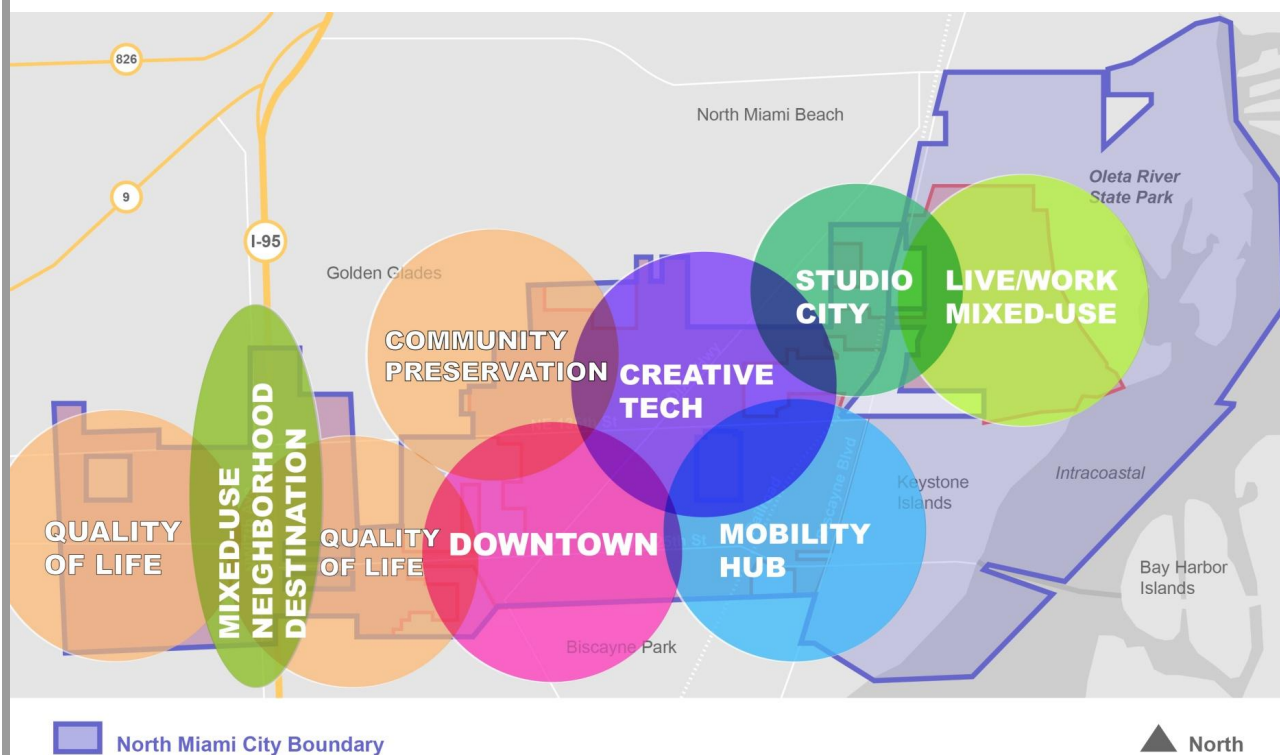 826
North Miami Beach
9
Oleta River
State Park
I-95
Golden Glades
STUDIO
CITY
LIVE/WORK
MIXED-USE
COMMUNITY
PRESERVATION
CREATIVE
TECH
MIXED-USE
NEIGHBORHOOD
DESTINATION
Keystone
Islands
Intracoastal
QUALITY
OF LIFE
QUALITY
OF LIFE
DOWNTOWN
MOBILITY
HUB
Biscayne Blvd
Bay Harbor
Islands
Biscayne Park
North Miami City Boundary
North